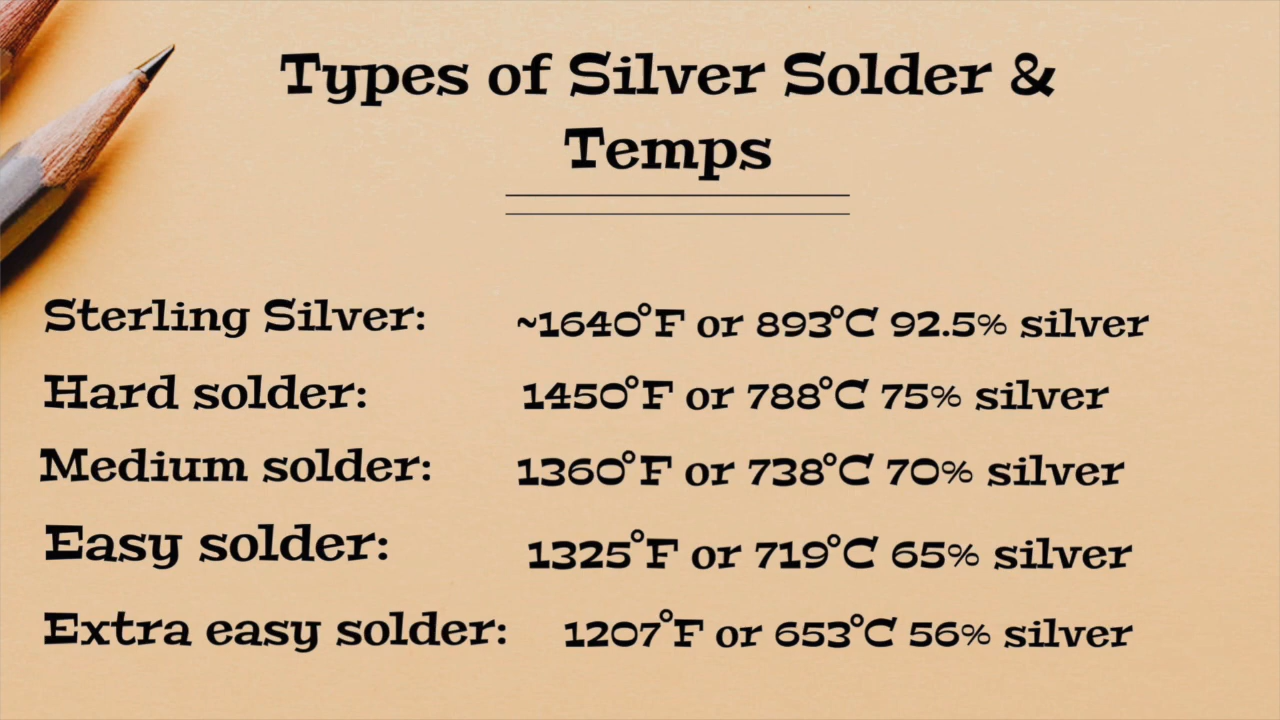 Types of Silver Solder &
Temps
Sterling Silver: ~1640°F or 893°C 92.5% silver
Hard solder: 1450°F or 788°C 75% silver
Medium solder: 1360°F or 738°C 70% silver
Easy solder: 1325°F or 719°C 65% silver
Extra easy solder: 1207°F or 653°C 56% silver